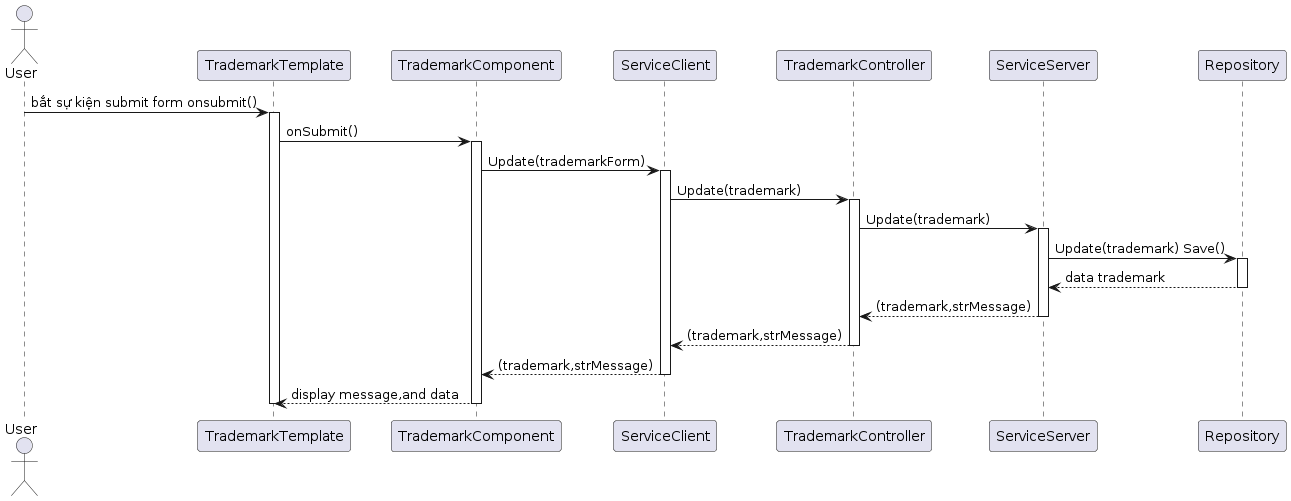 User
TrademarkTemplate
TrademarkComponent
ServiceClient
TrademarkController
ServiceServer
Repository
bắt sự kiện submit form onsubmit()
onSubmit()
Update(trademarkForm)
Update(trademark)
Update(trademark)
Update(trademark) Save()
data trademark
(trademark,strMessage)
(trademark,strMessage)
(trademark,strMessage)
display message,and data
User
TrademarkTemplate
TrademarkComponent
ServiceClient
TrademarkController
ServiceServer
Repository